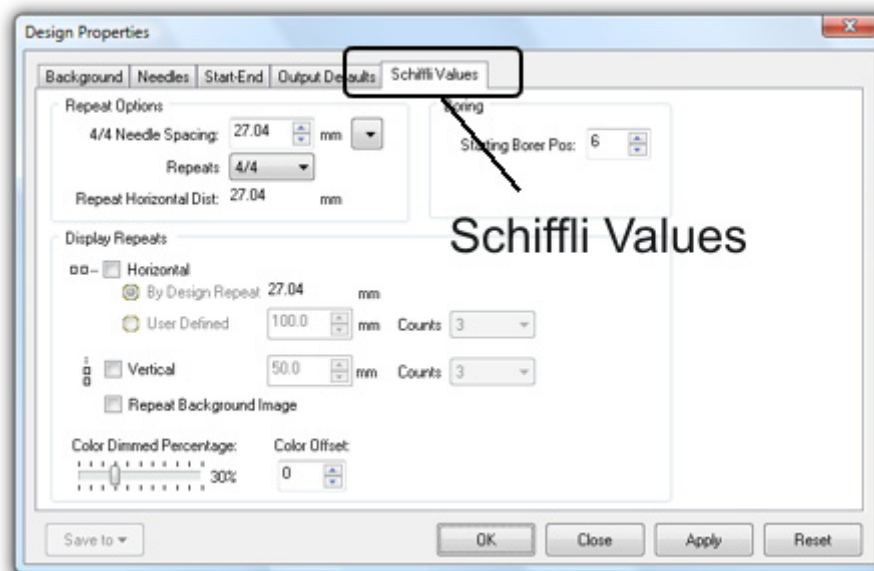 Design Properties
Background Needles Start-End Output Defaults Schiffli Values
Repeat Options
4/4 Needle Spacing: 27.04 mm
Repeats 4/4
Repeat Horizontal Dist: 27.04 mm
Boring
Starting Borer Pos: 6
Schiffli Values
Display Repeats
Horizontal
By Design Repeat 27.04 mm
User Defined 100.0 mm Counts 3
Vertical 50.0 mm Counts 3
Repeat Background Image
Color Dimmed Percentage: Color Offset:
30% 0
Save to OK Close Apply Reset